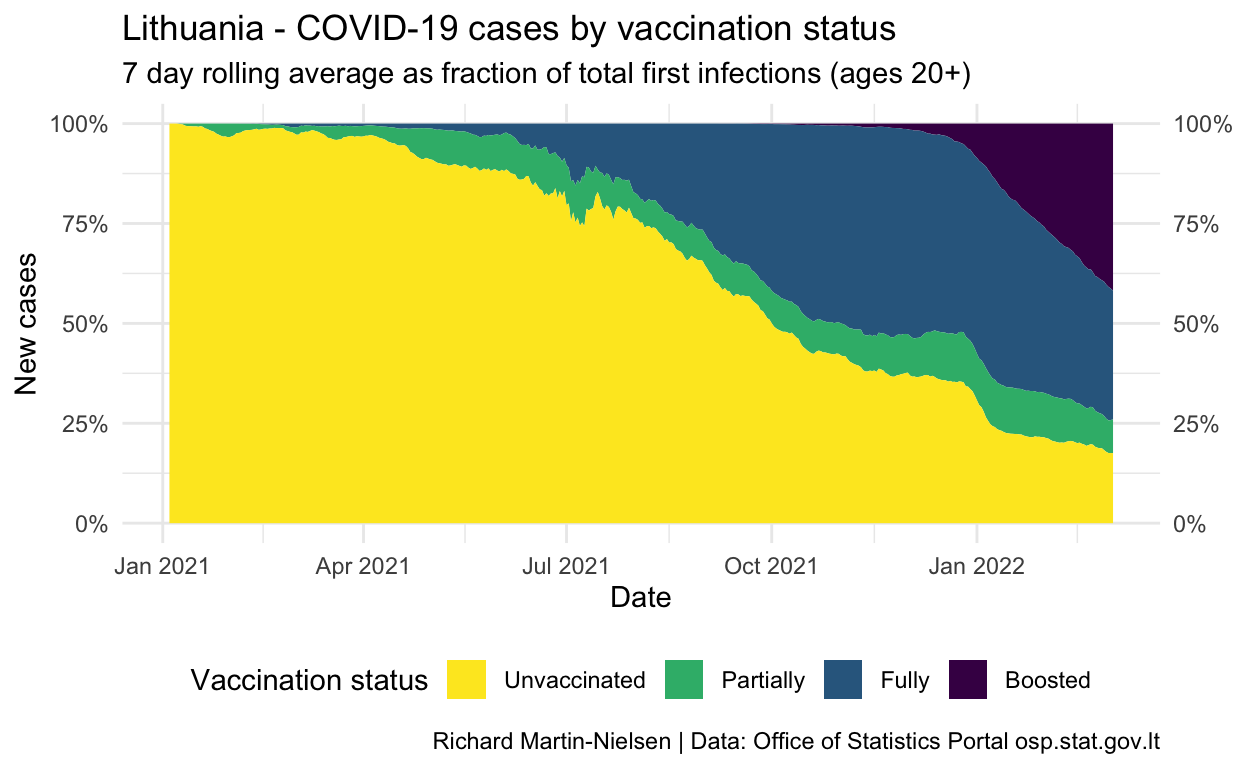 Lithuania - COVID-19 cases by vaccination status
7 day rolling average as fraction of total first infections (ages 20+)
New cases
100%
75%
50%
25%
0%
100%
75%
50%
25%
0%
Jan 2021 Apr 2021 Jul 2021 Oct 2021 Jan 2022
Date
Vaccination status Unvaccinated Partially Fully Boosted
Richard Martin-Nielsen | Data: Office of Statistics Portal osp.stat.gov.lt